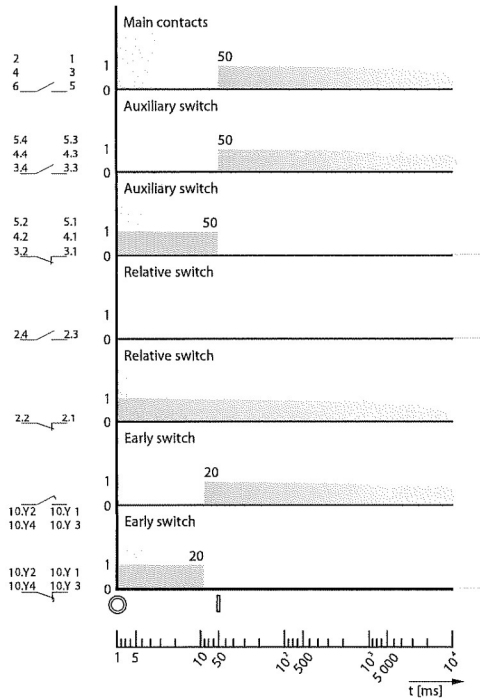 Main contacts
50
2 1
4 3
6 5
1
0
Auxiliary switch
50
5.4 5.3
4.4 4.3
3.4 3.3
1
0
Auxiliary switch
50
5.2 5.1
4.2 4.1
3.2 3.1
1
0
Relative switch
1
2.4 2.3
0
Relative switch
1
2.2 2.1
0
Early switch
20
1
0
10.Y2 10.Y 1
10.Y4 10.Y 3
Early switch
20
10.Y2 10.Y 1
10.Y4 10.Y 3
1
0
1 5 10 50 10² 500 10³ 5 000 10⁴
t [ms]